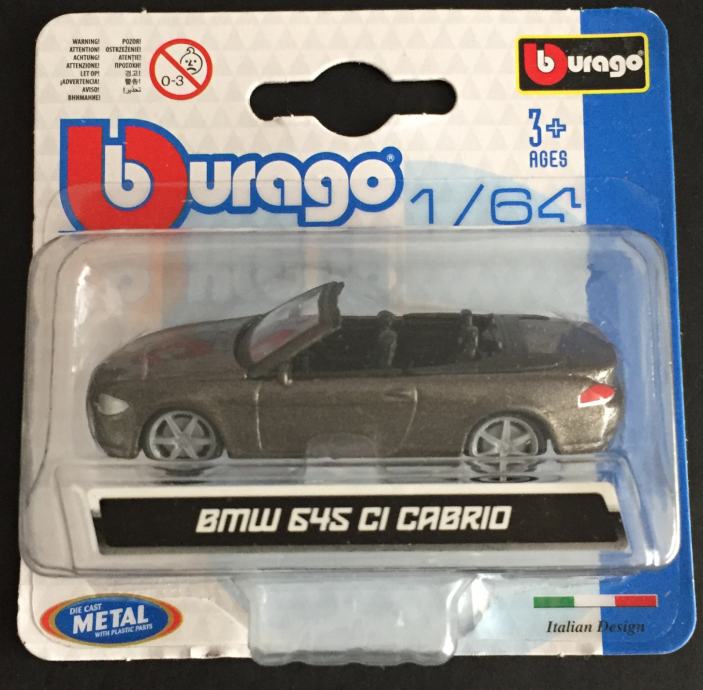 WARNING! POZOR!
ATTENTION! OSTRZEŻENIE!
ACHTUNG! ATENŢIE!
ATTENZIONE! ΠΡΟΣΟΧΗ!
LET OP! 경고!
¡ADVERTENCIA! 警告!
AVISO! تحذير!
ВНИМАНИЕ!
0-3
burago
3+
AGES
burago®
1/64
BMW 645 CI CABRIO
DIE CAST
METAL
WITH PLASTIC PARTS
Italian Design